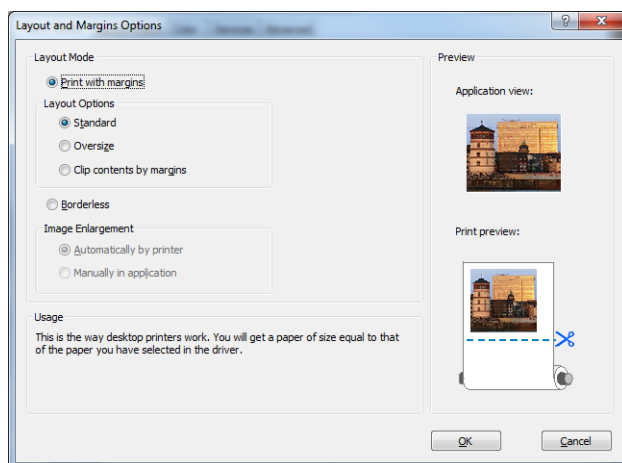 Layout and Margins Options
Layout Mode
Print with margins
Layout Options
Standard
Oversize
Clip contents by margins
Borderless
Image Enlargement
Automatically by printer
Manually in application
Usage
This is the way desktop printers work. You will get a paper of size equal to that
of the paper you have selected in the driver.
Preview
Application view:
Print preview:
OK
Cancel